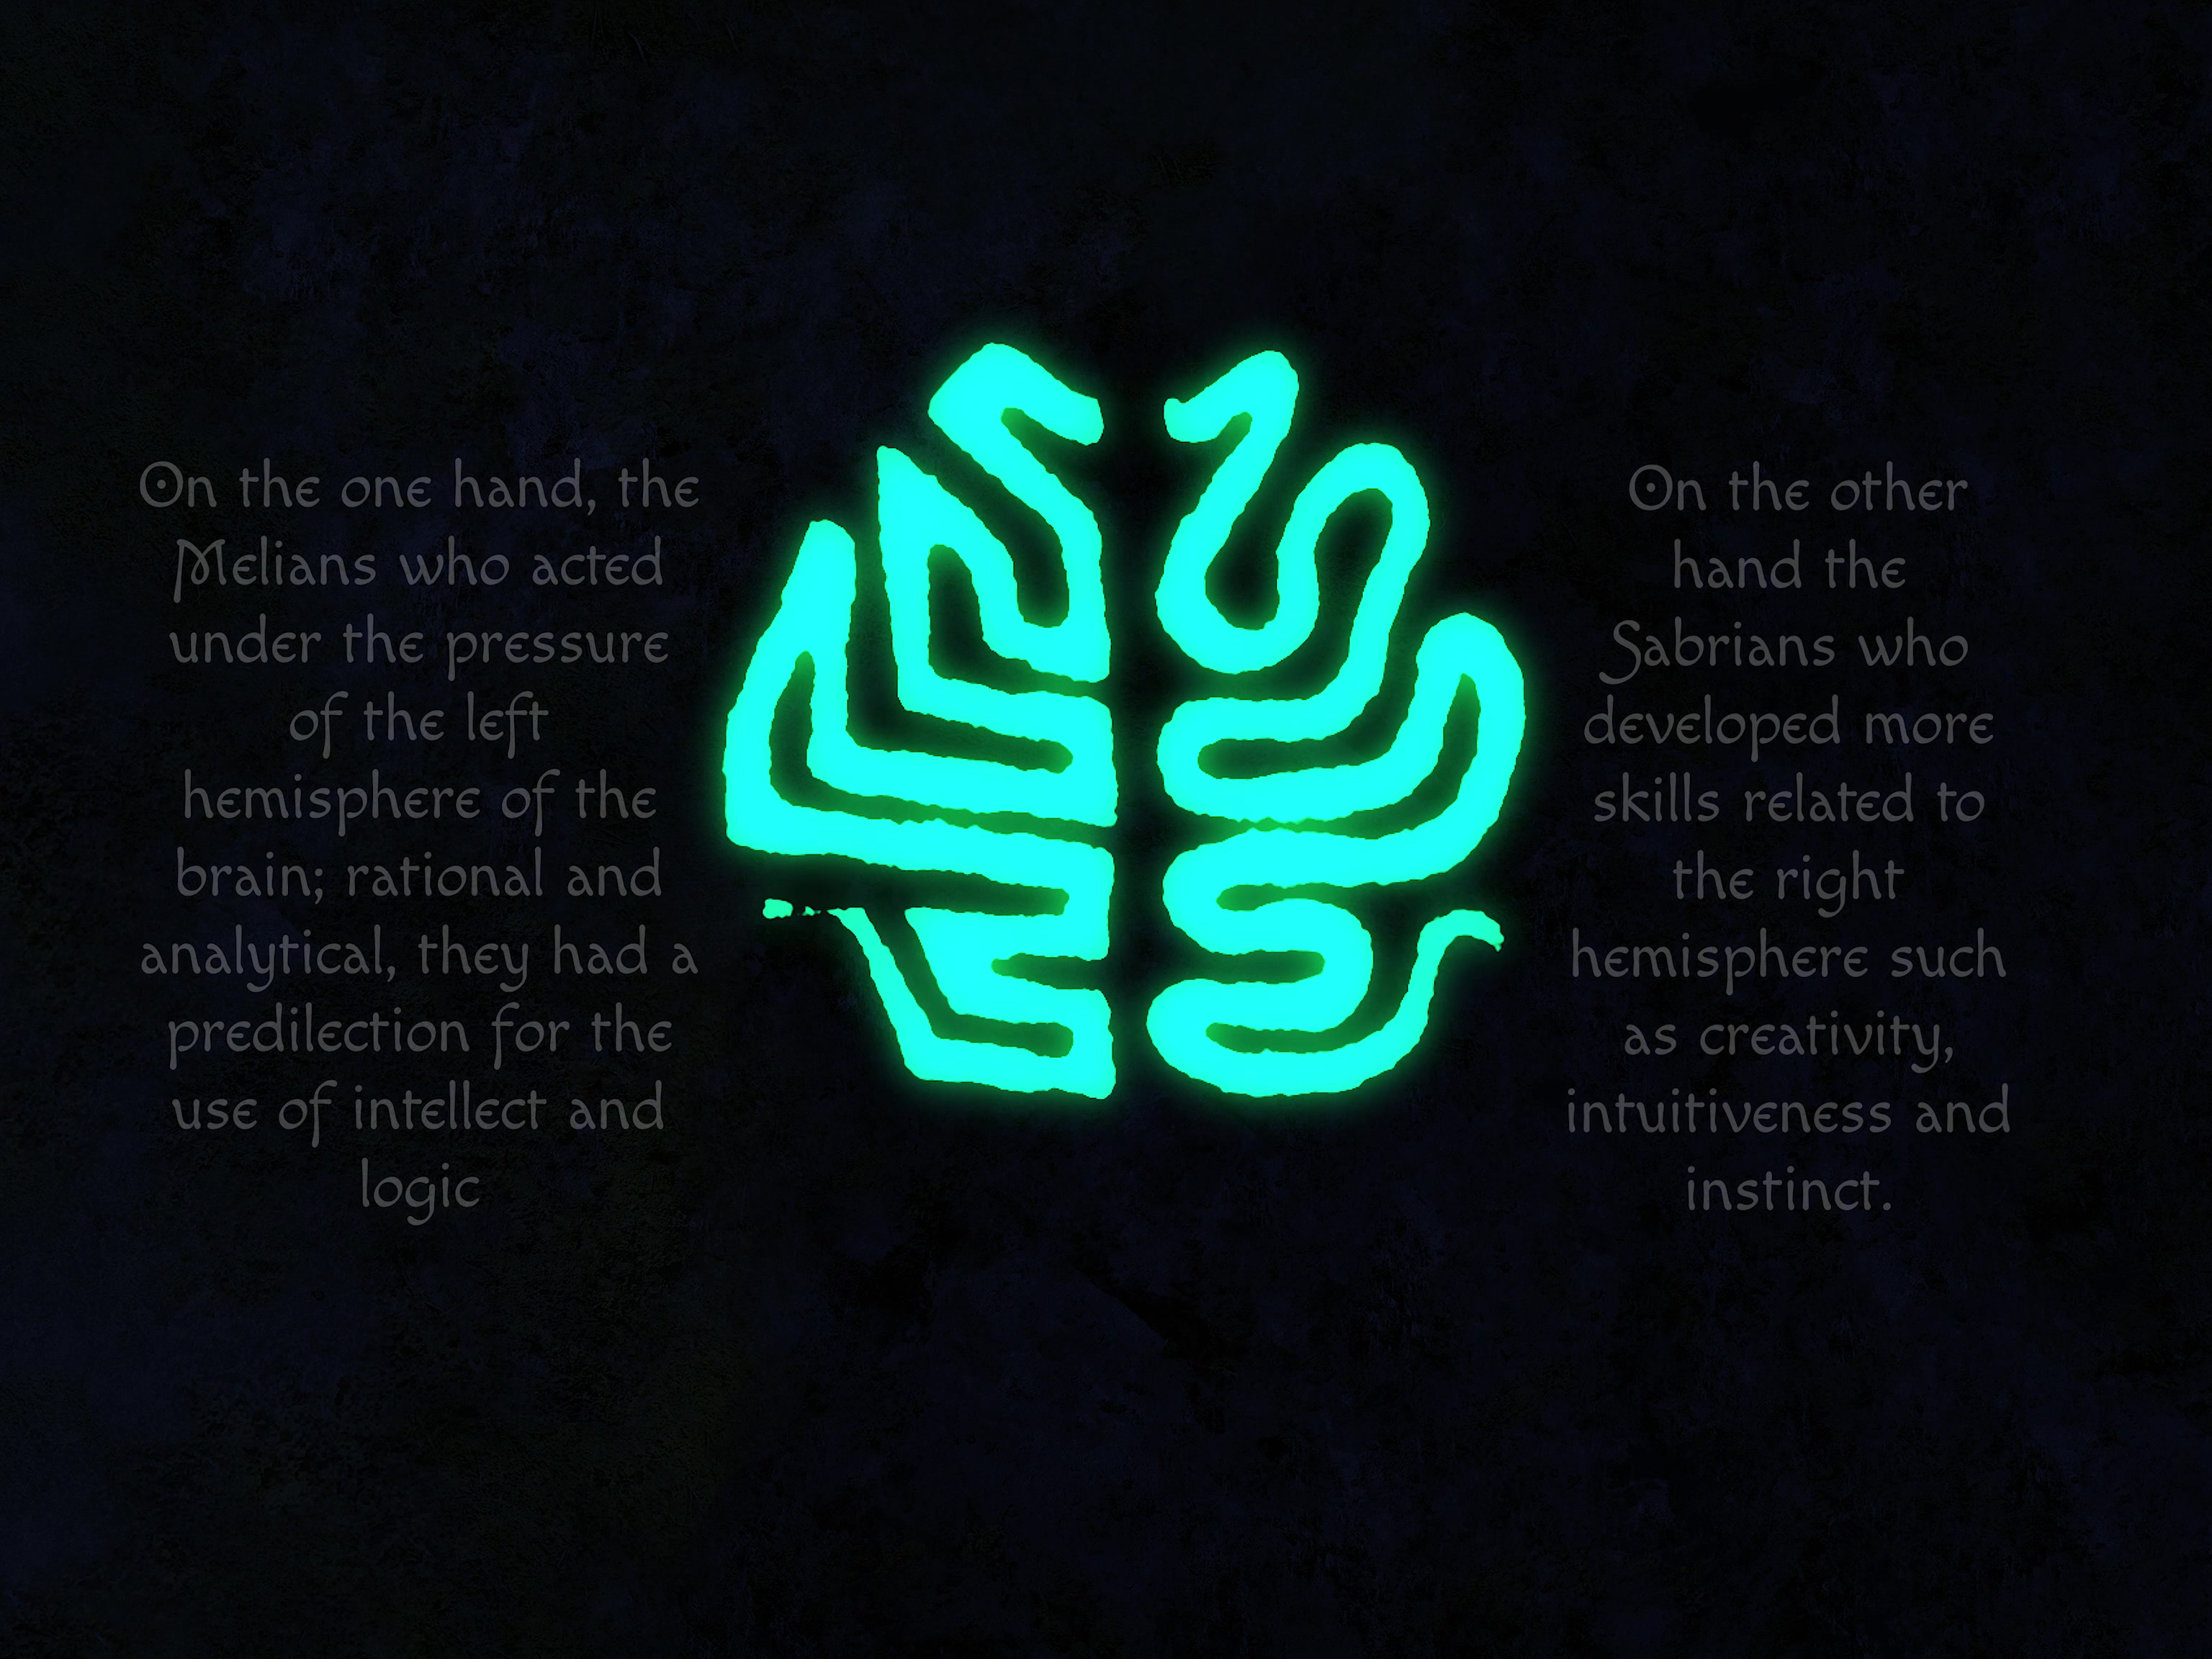 On the one hand, the
Melians who acted
under the pressure
of the left
hemisphere of the
brain; rational and
analytical, they had a
predilection for the
use of intellect and
logic
On the other
hand the
Sabrians who
developed more
skills related to
the right
hemisphere such
as creativity,
intuitiveness and
instinct.